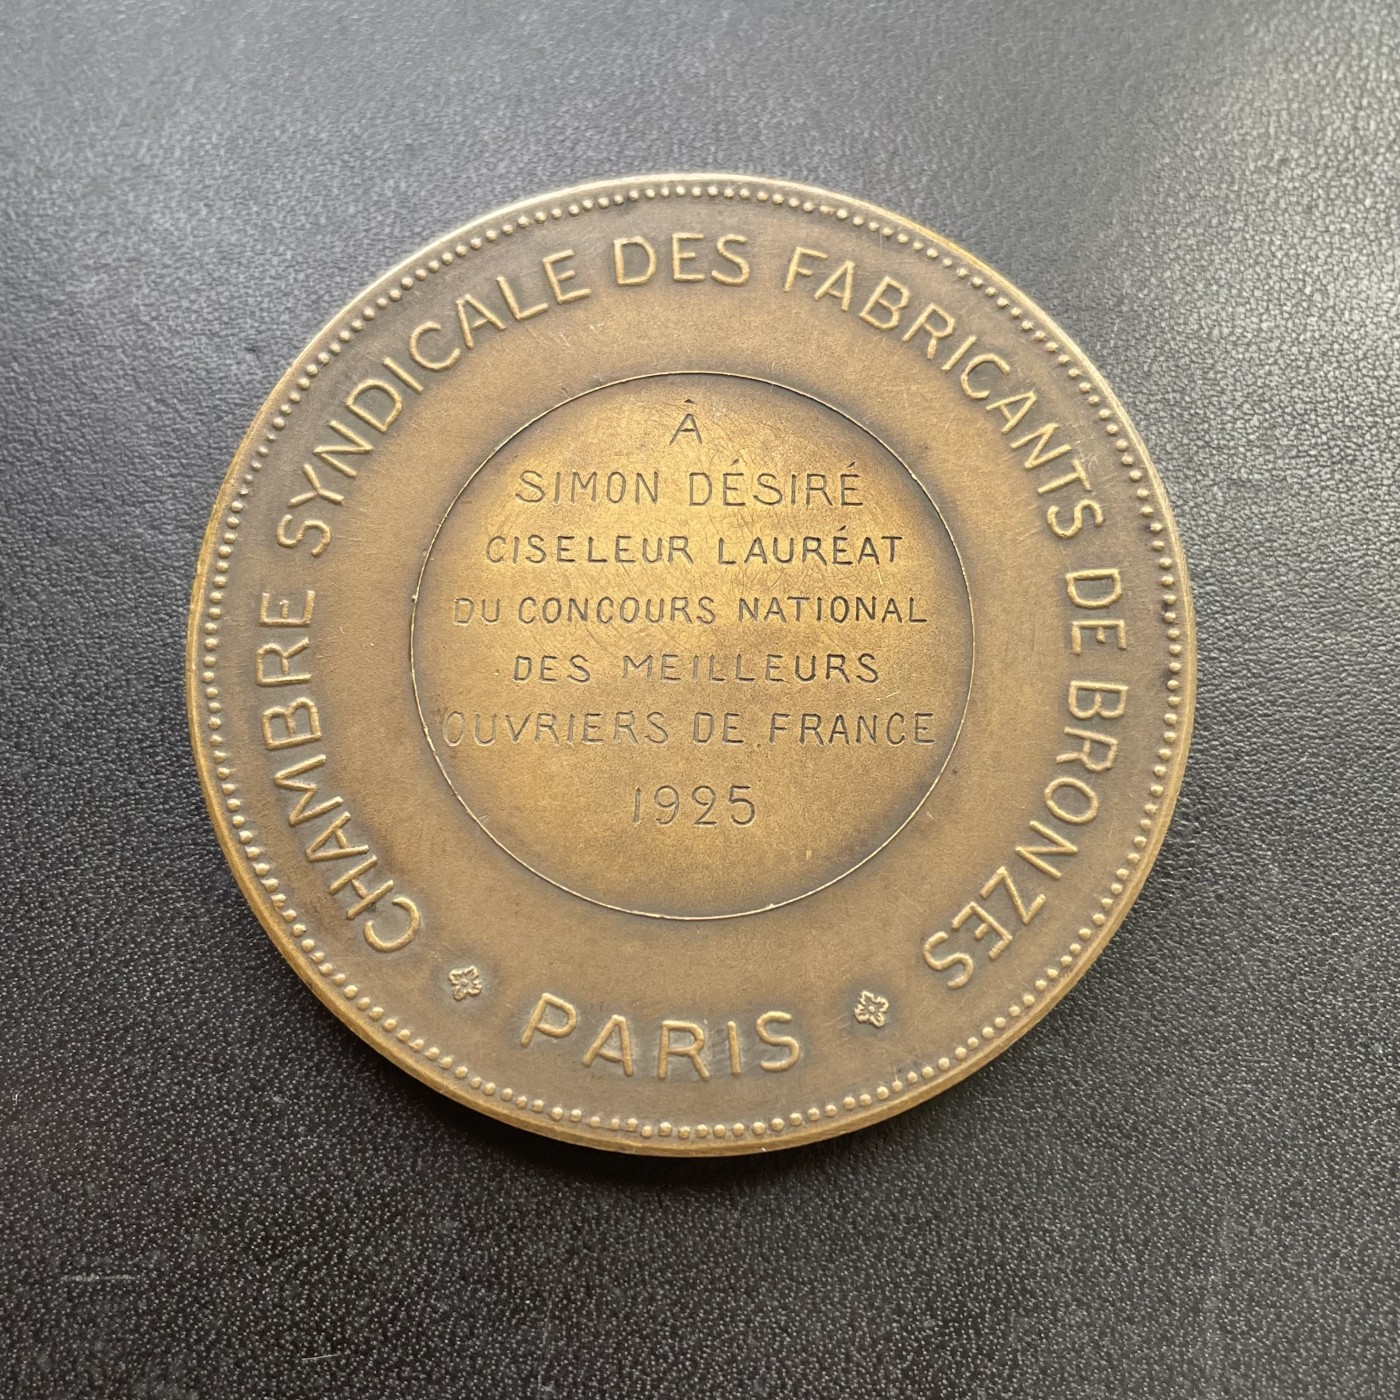 CHAMBRE SYNDICALE DES FABRICANTS DE BRONZES
À
SIMON DÉSIRÉ
CISELEUR LAURÉAT
DU CONCOURS NATIONAL
DES MEILLEURS
OUVRIERS DE FRANCE
1925
PARIS